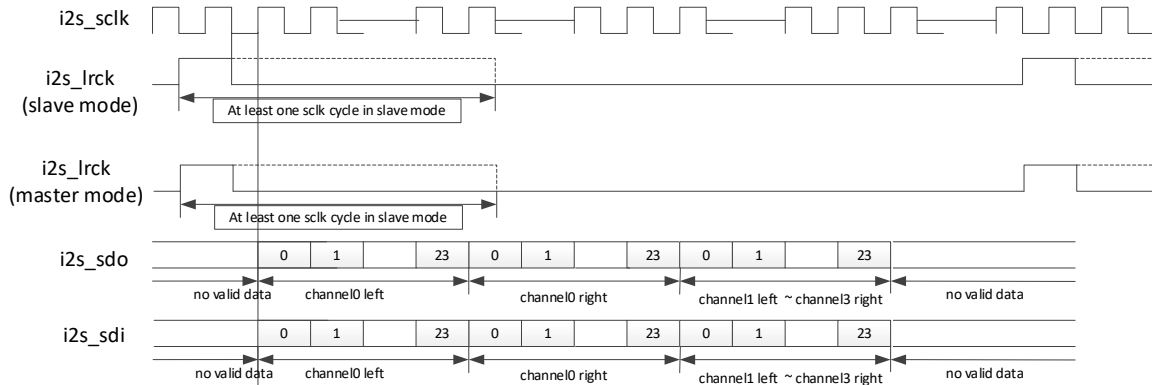 i2s_sclk
i2s_lrck
(slave mode)
At least one sclk cycle in slave mode
i2s_lrck
(master mode)
At least one sclk cycle in slave mode
i2s_sdo
0 1 23 0 1 23 0 1 23
no valid data channel0 left channel0 right channel1 left ~ channel3 right no valid data
i2s_sdi
0 1 23 0 1 23 0 1 23
no valid data channel0 left channel0 right channel1 left ~ channel3 right no valid data